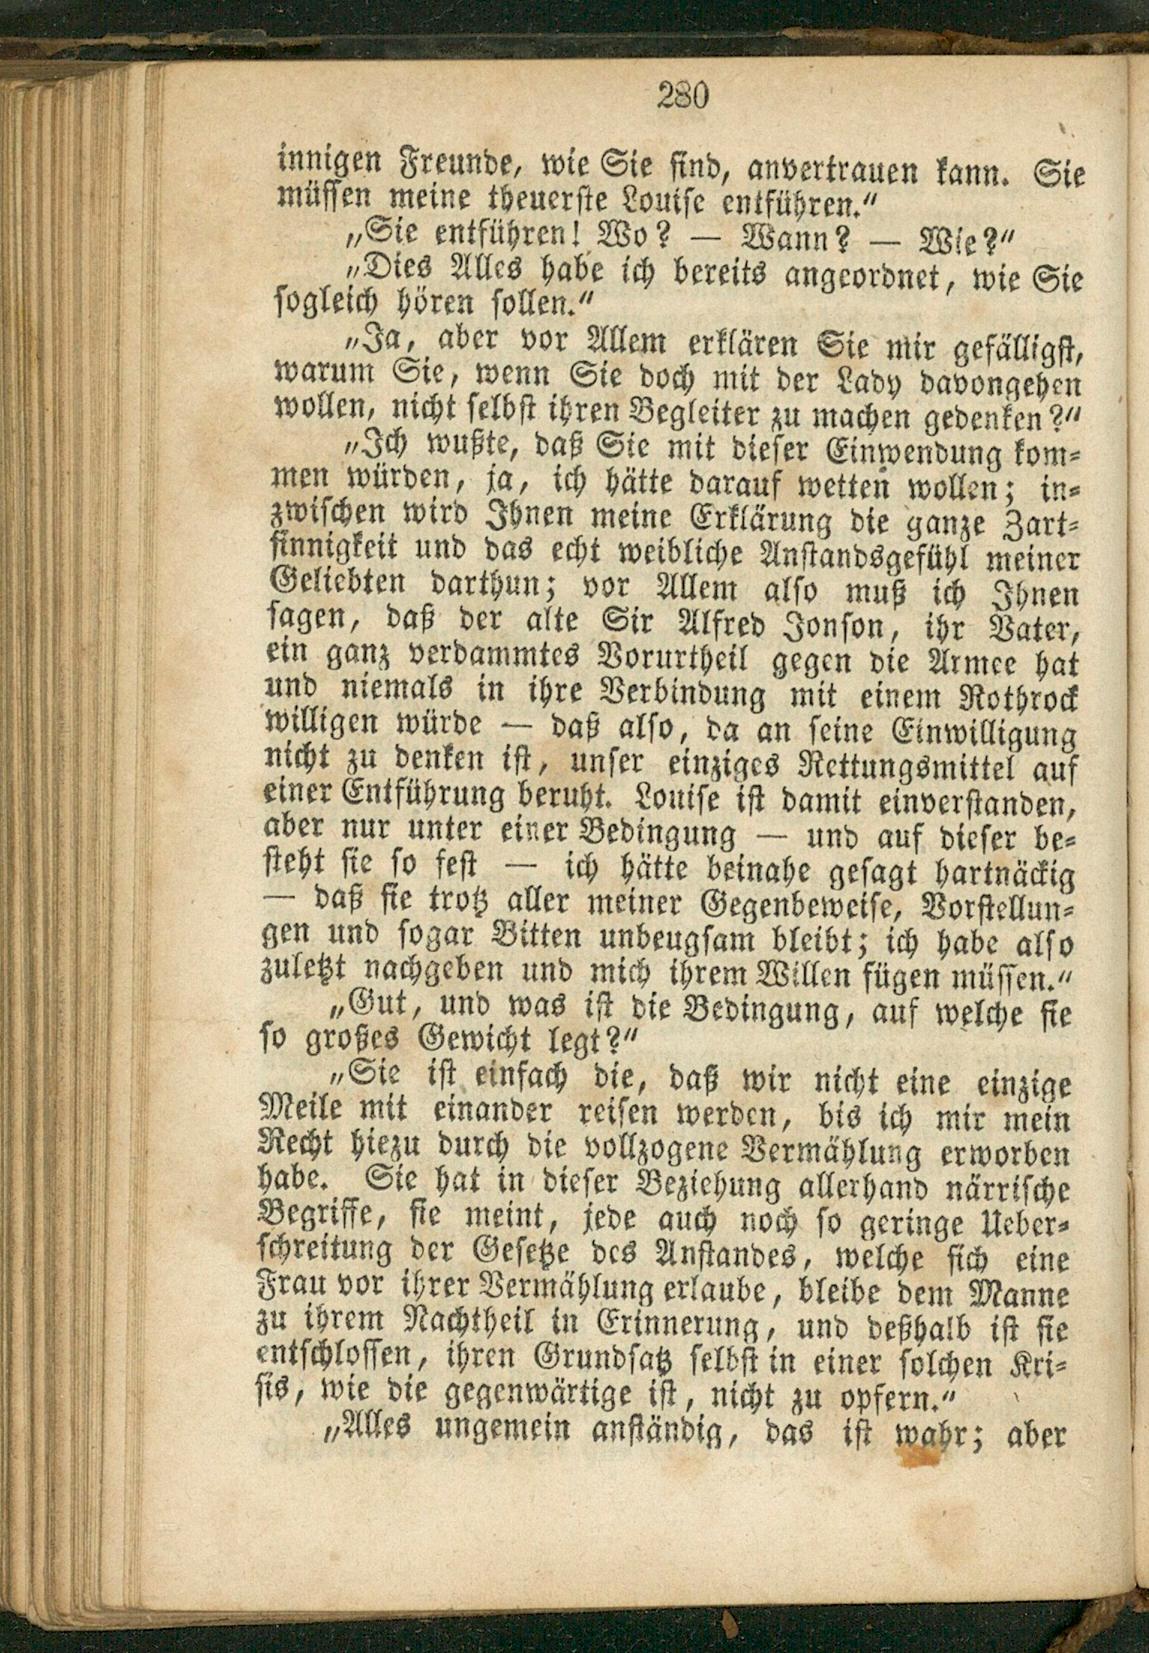 280
innigen Freunde, wie Sie sind, anvertrauen kann. Sie
müssen meine theuerste Louise entführen.“
„Sie entführen! Wo? — Wann? — Wie?“
„Dies Alles habe ich bereits angeordnet, wie Sie
sogleich hören sollen.“
„Ja, aber vor Allem erklären Sie mir gefälligst,
warum Sie, wenn Sie doch mit der Lady davongehen
wollen, nicht selbst ihren Begleiter zu machen gedenken?“
„Ich wußte, daß Sie mit dieser Einwendung kom-
men würden, ja, ich hätte darauf wetten wollen; in-
zwischen wird Ihnen meine Erklärung die ganze Zart-
sinnigkeit und das echt weibliche Anstandsgefühl meiner
Geliebten darthun; vor Allem also muß ich Ihnen
sagen, daß der alte Sir Alfred Jonson, ihr Vater,
ein ganz verdammtes Vorurtheil gegen die Armee hat
und niemals in ihre Verbindung mit einem Rothrock
willigen würde — daß also, da an seine Einwilligung
nicht zu denken ist, unser einziges Rettungsmittel auf
einer Entführung beruht. Louise ist damit einverstanden,
aber nur unter einer Bedingung — und auf dieser be-
steht sie so fest — ich hätte beinahe gesagt hartnäckig
— daß sie trotz aller meiner Gegenbeweise, Vorstellun-
gen und sogar Bitten unbeugsam bleibt; ich habe also
zuletzt nachgeben und mich ihrem Willen fügen müssen.“
„Gut, und was ist die Bedingung, auf welche sie
so großes Gewicht legt?“
„Sie ist einfach die, daß wir nicht eine einzige
Meile mit einander reisen werden, bis ich mir mein
Recht hiezu durch die vollzogene Vermählung erworben
habe. Sie hat in dieser Beziehung allerhand närrische
Begriffe, sie meint, jede auch noch so geringe Ueber-
schreitung der Gesetze des Anstandes, welche sich eine
Frau vor ihrer Vermählung erlaube, bleibe dem Manne
zu ihrem Nachtheil in Erinnerung, und deßhalb ist sie
entschlossen, ihren Grundsatz selbst in einer solchen Kri-
sis, wie die gegenwärtige ist, nicht zu opfern.“
„Alles ungemein anständig, das ist wahr; aber